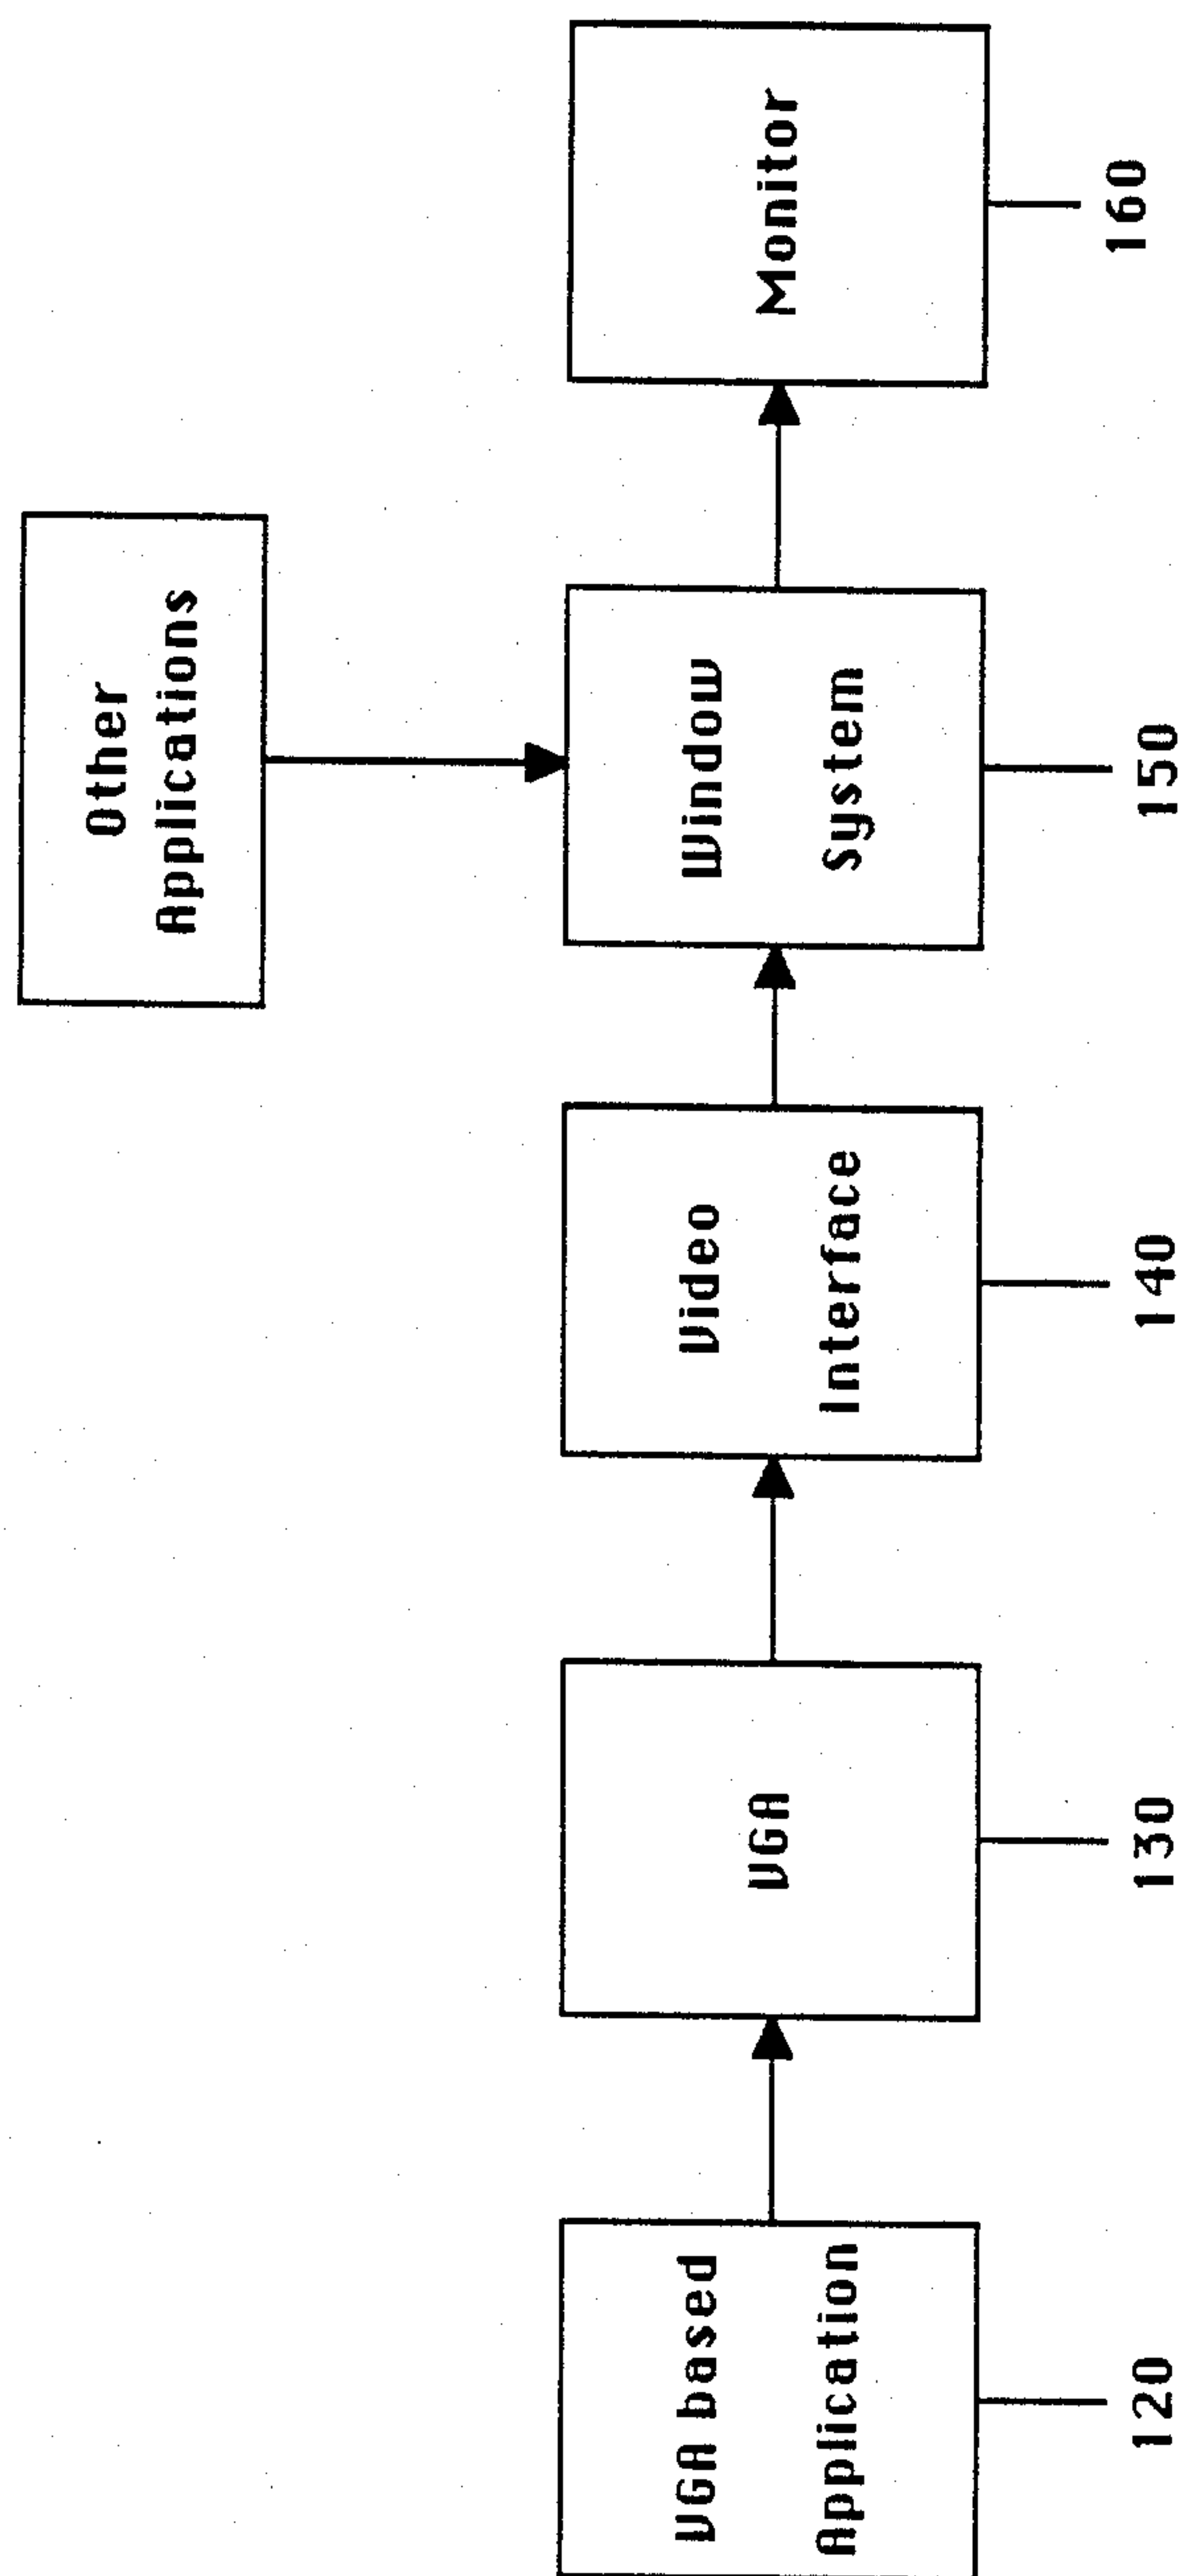 Other
Applications
VGA based
Application
VGA
Video
Interface
Window
System
Monitor
120
130
140
150
160